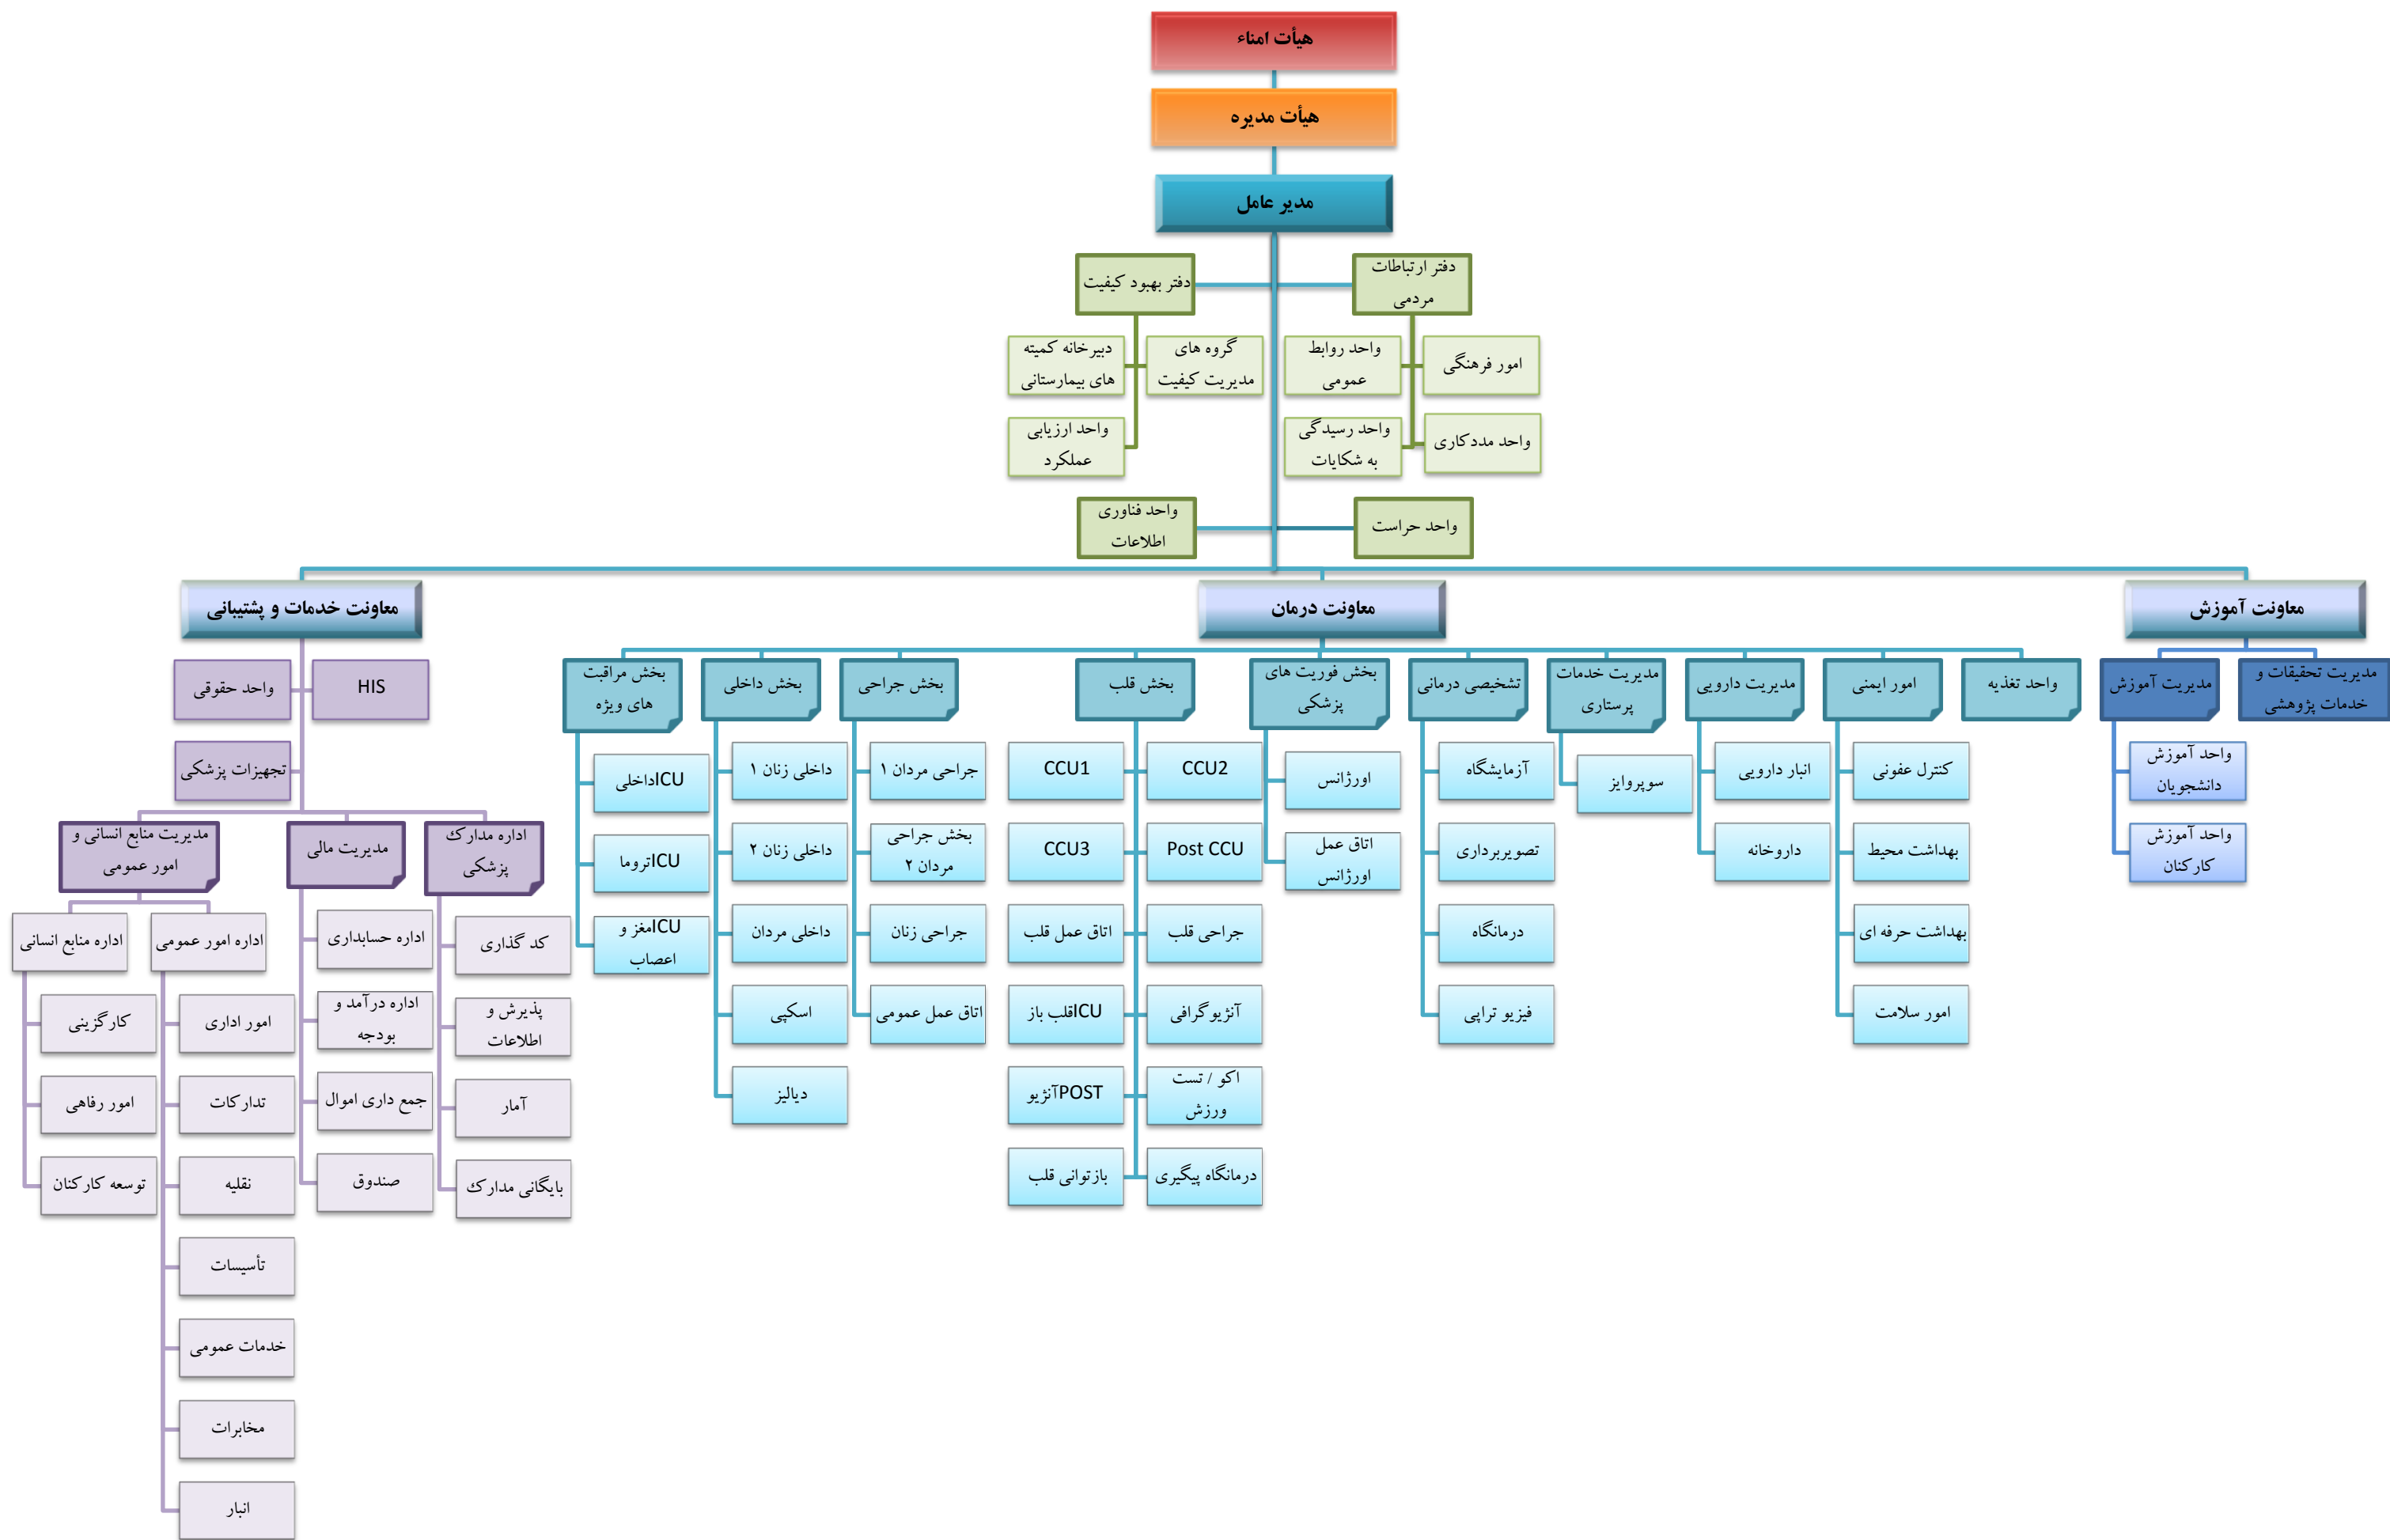 هیأت امناء
هیأت مدیره
مدیر عامل
دفتر ارتباطات
مردمی
دفتر بهبود کیفیت
امور فرهنگی
واحد روابط
عمومی
گروه های
مدیریت کیفیت
دبیرخانه کمیته
های بیمارستانی
واحد مددکاری
واحد رسیدگی
به شکایات
واحد ارزیابی
عملکرد
واحد حراست
واحد فناوری
اطلاعات
معاونت آموزش
معاونت درمان
معاونت خدمات و پشتیبانی
مدیریت تحقیقات و
خدمات پژوهشی
مدیریت آموزش
واحد آموزش
دانشجویان
واحد آموزش
کارکنان
واحد تغذیه
امور ایمنی
کنترل عفونی
بهداشت محیط
بهداشت حرفه ای
امور سلامت
مدیریت دارویی
انبار دارویی
داروخانه
مدیریت خدمات
پرستاری
سوپروایز
تشخیصی درمانی
آزمایشگاه
تصویربرداری
درمانگاه
فیزیو تراپی
بخش فوریت های
پزشکی
اورژانس
اتاق عمل
اورژانس
بخش قلب
CCU2
CCU1
Post CCU
CCU3
جراحی قلب
اتاق عمل قلب
آنژیوگرافی
ICUقلب باز
اکو / تست
ورزش
POSTآنژیو
درمانگاه پیگیری
بازتوانی قلب
بخش جراحی
جراحی مردان ۱
بخش جراحی
مردان ۲
جراحی زنان
اتاق عمل عمومی
بخش داخلی
داخلی زنان ۱
داخلی زنان ۲
داخلی مردان
اسکپی
دیالیز
بخش مراقبت
های ویژه
ICUداخلی
ICUتروما
ICUمغز و
اعصاب
HIS
واحد حقوقی
تجهیزات پزشکی
اداره مدارک
پزشکی
کد گذاری
پذیرش و
اطلاعات
آمار
بایگانی مدارک
مدیریت مالی
اداره حسابداری
اداره درآمد و
بودجه
جمع داری اموال
صندوق
مدیریت منابع انسانی و
امور عمومی
اداره امور عمومی
امور اداری
تدارکات
نقلیه
تأسیسات
خدمات عمومی
مخابرات
انبار
اداره منابع انسانی
کارگزینی
امور رفاهی
توسعه کارکنان